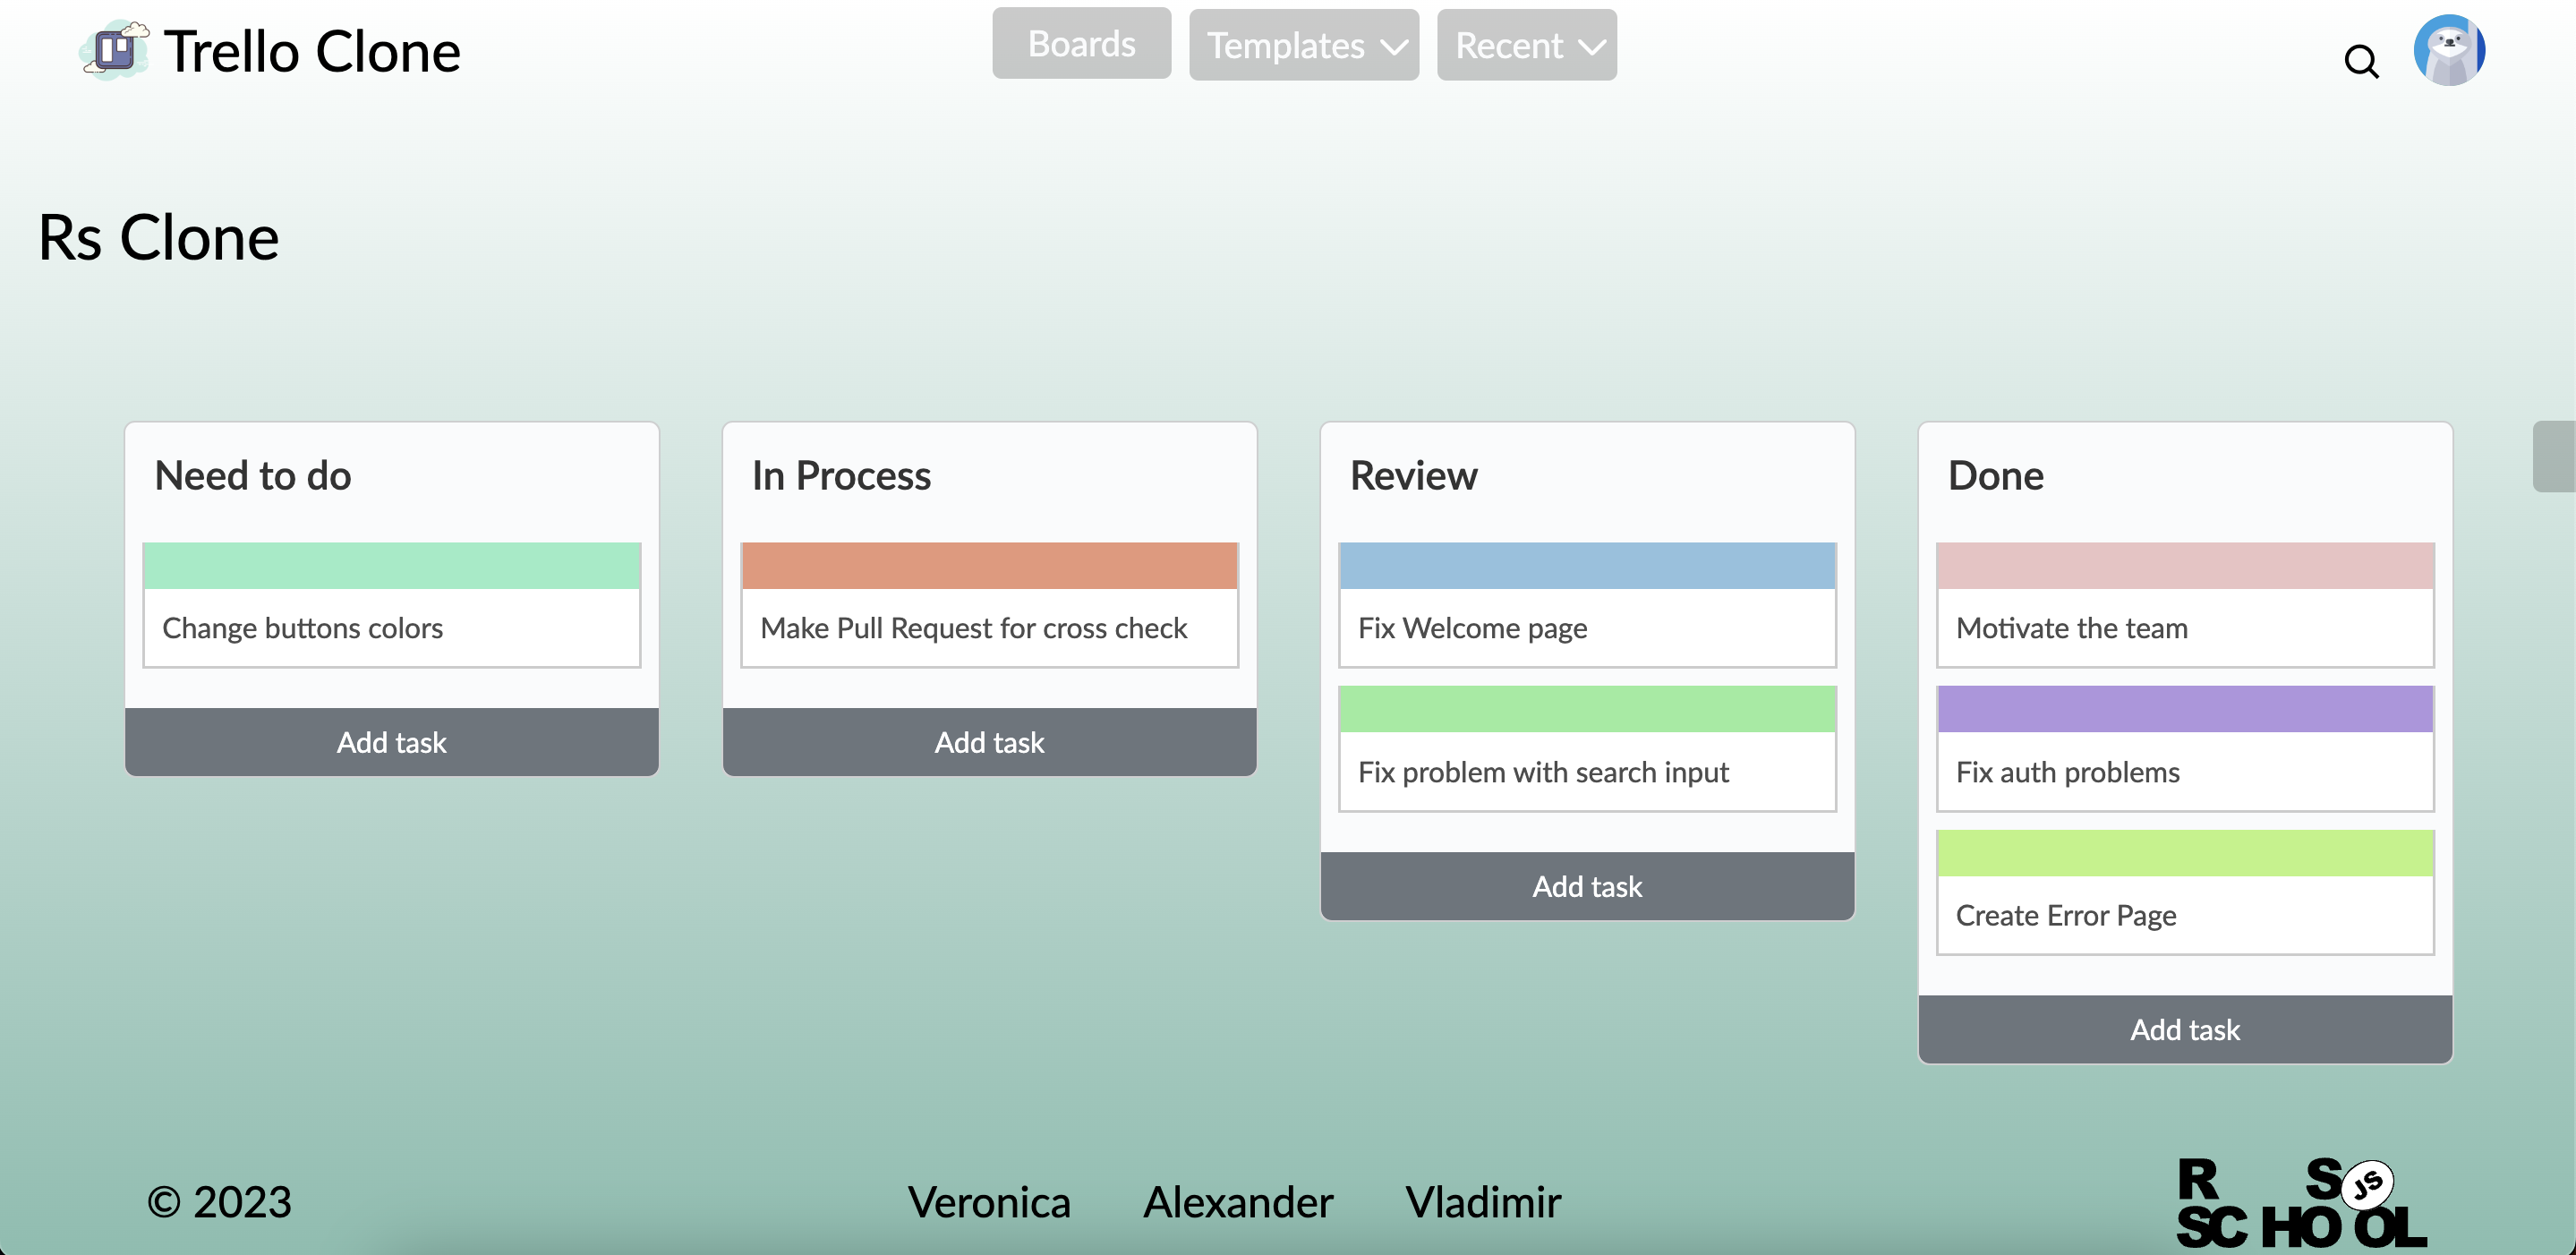 Trello Clone
Boards
Templates
Recent
Rs Clone
Need to do
Change buttons colors
Add task
In Process
Make Pull Request for cross check
Add task
Review
Fix Welcome page
Fix problem with search input
Add task
Done
Motivate the team
Fix auth problems
Create Error Page
Add task
© 2023
Veronica
Alexander
Vladimir
R S JS
SCHOOL